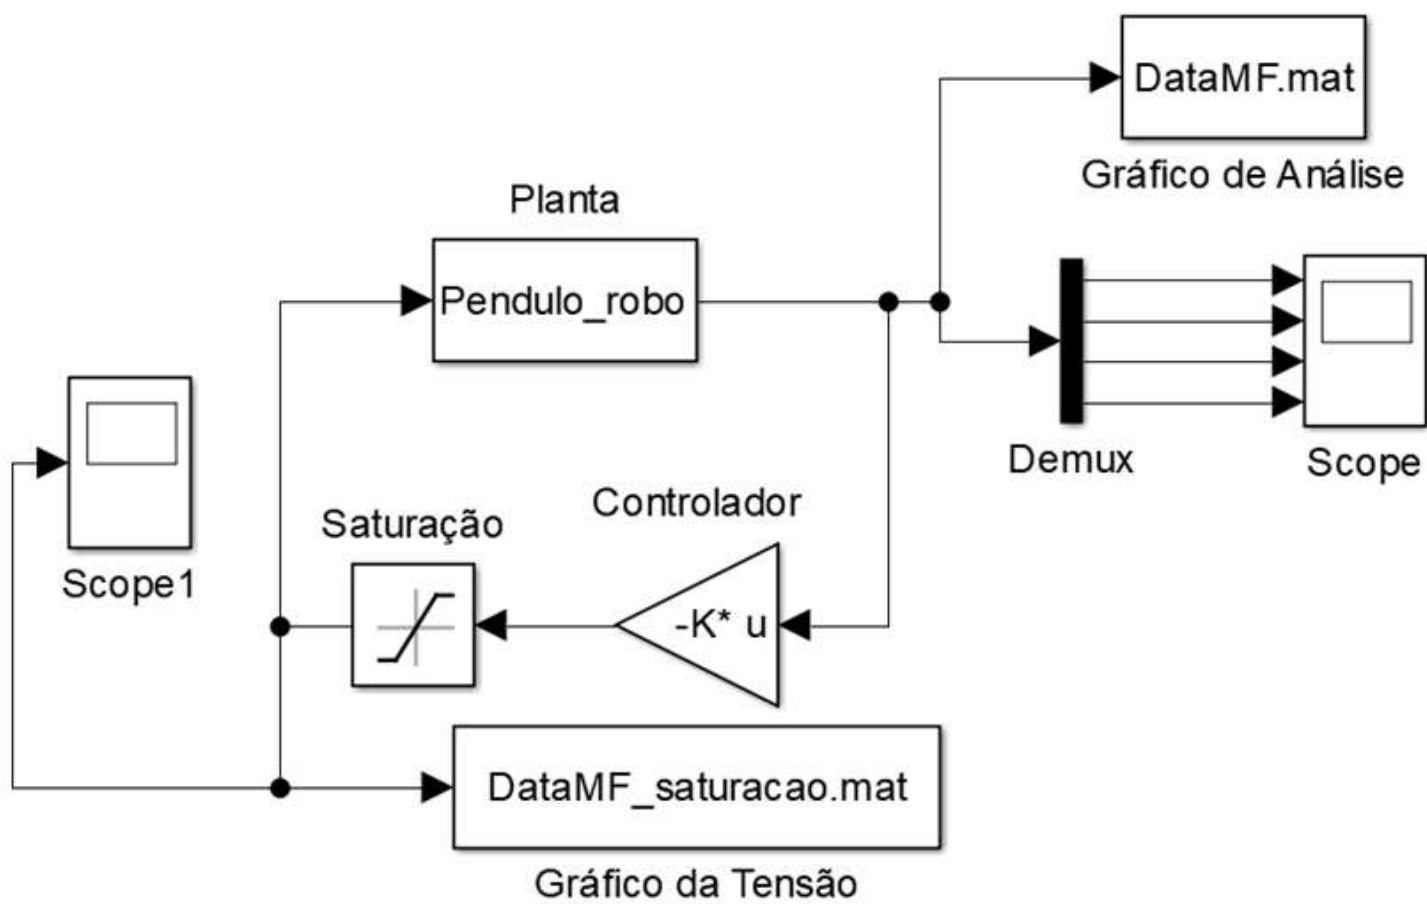 DataMF.mat
Gráfico de Análise
Planta
Pendulo_robo
Demux
Scope
Controlador
Saturação
Scope1
-K* u
DataMF_saturacao.mat
Gráfico da Tensão